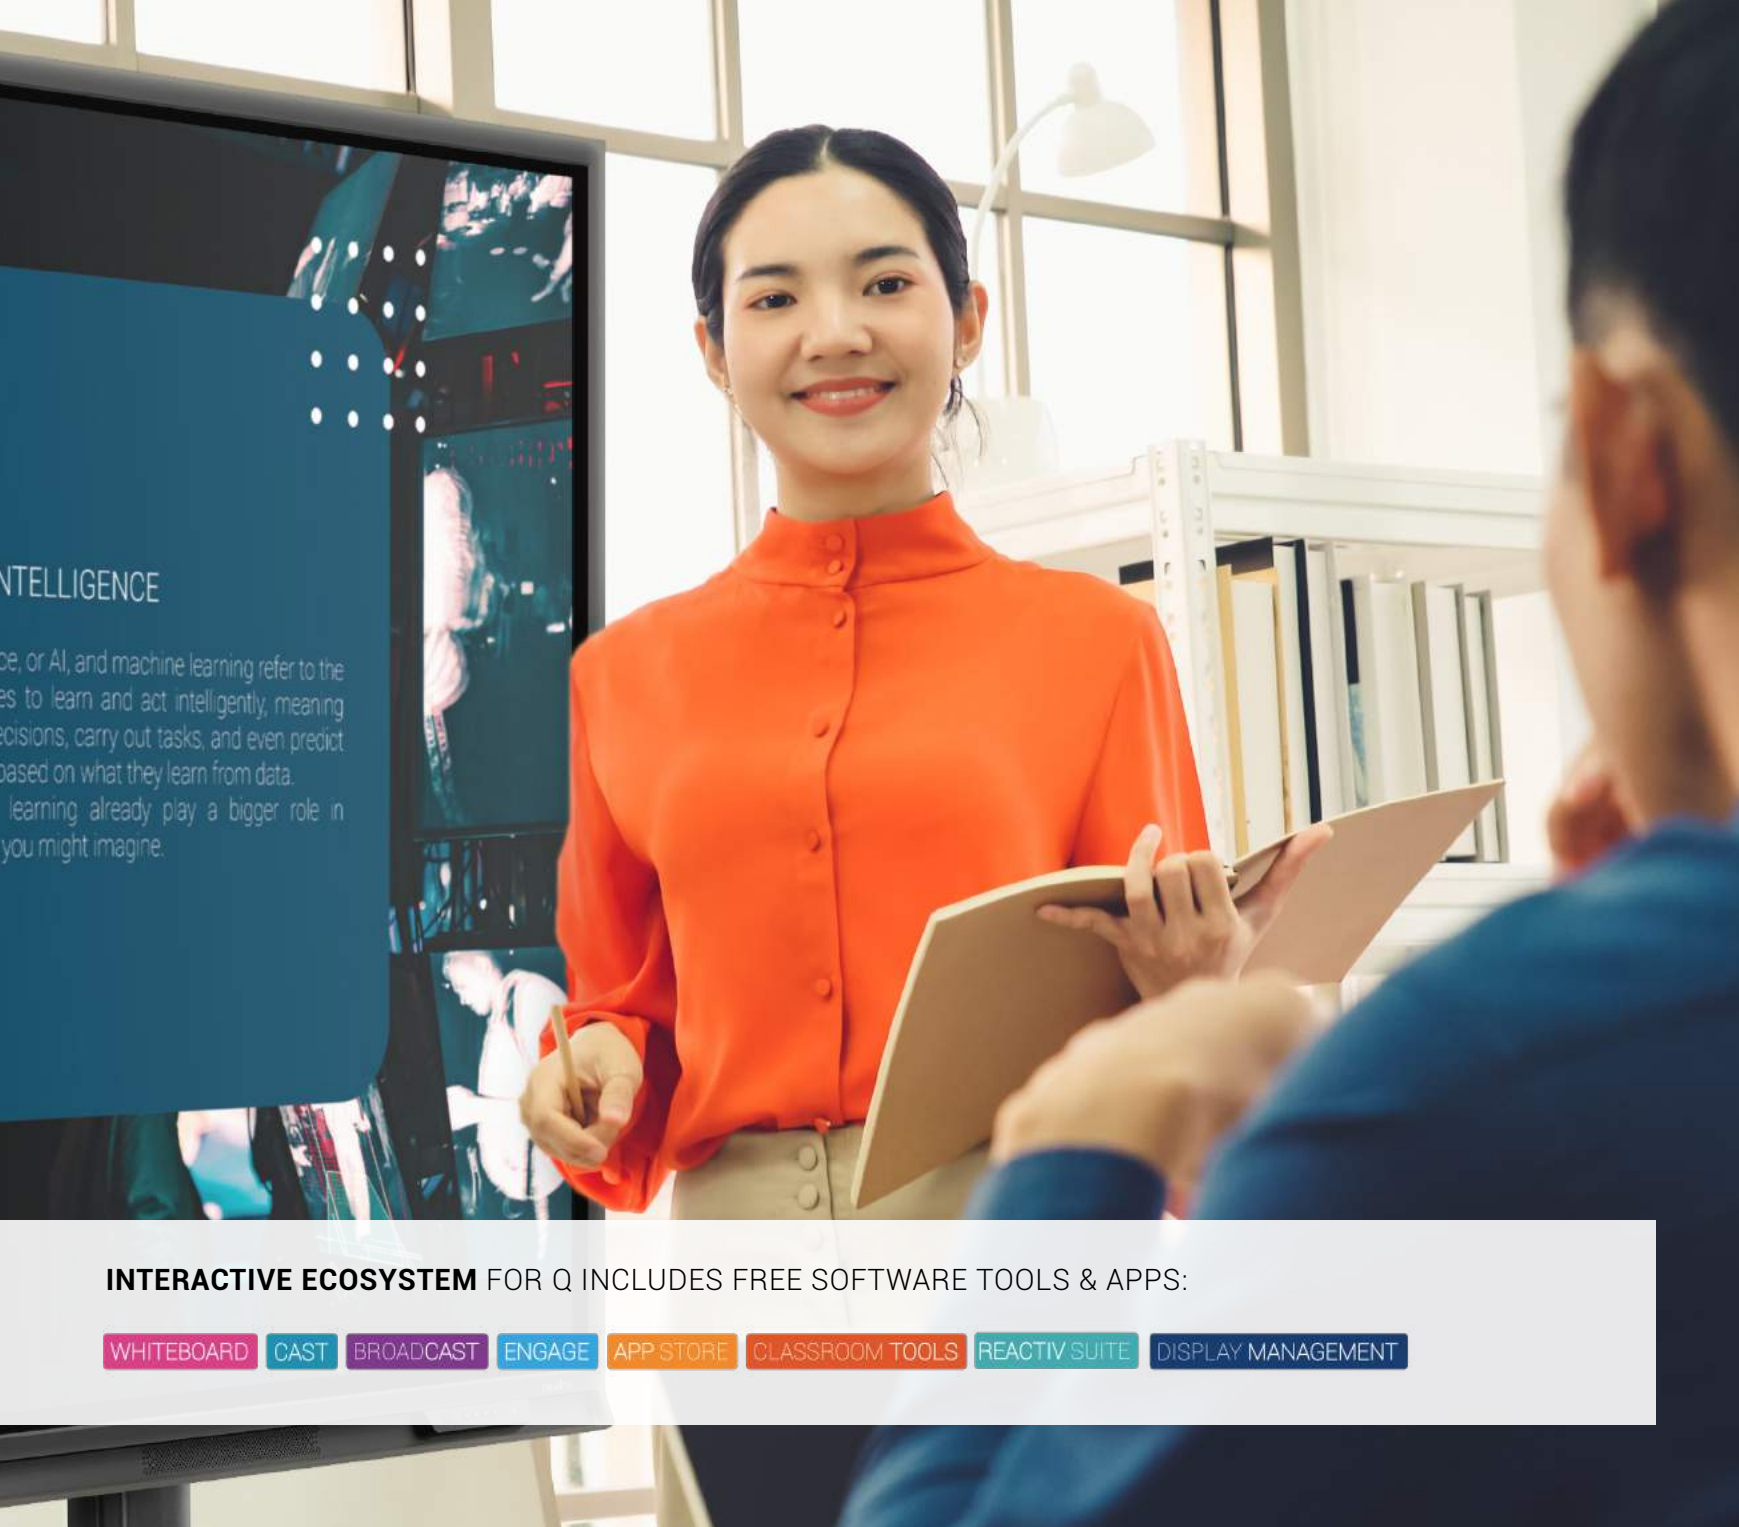 NTELLIGENCE
ce, or AI, and machine learning refer to the
es to learn and act intelligently, meaning
ecisions, carry out tasks, and even predict
based on what they learn from data.
learning already play a bigger role in
you might imagine.
INTERACTIVE ECOSYSTEM FOR Q INCLUDES FREE SOFTWARE TOOLS & APPS:
WHITEBOARD CAST BROADCAST ENGAGE APP STORE CLASSROOM TOOLS REACTIV SUITE DISPLAY MANAGEMENT